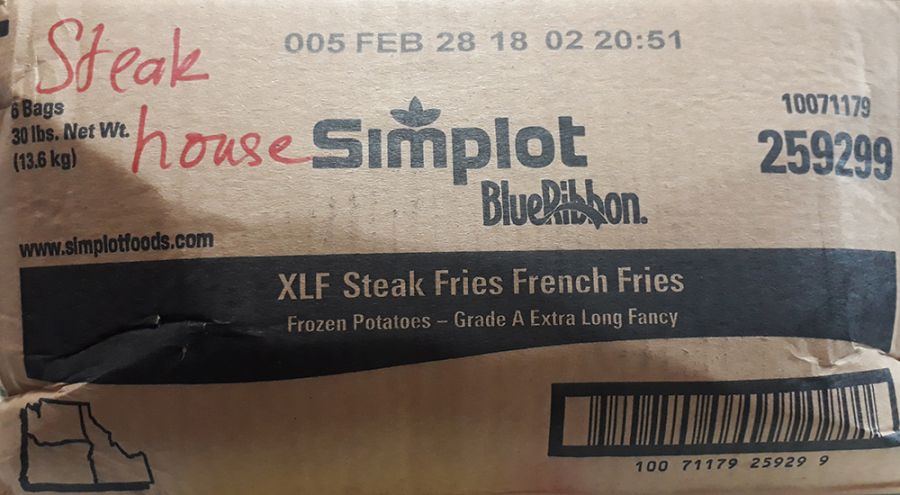 005 FEB 28 18 02 20:51
Steak
house
6 Bags
30 lbs. Net Wt.
(13.6 kg)
Simplot
BlueRibbon.
10071179
259299
www.simplotfoods.com
XLF Steak Fries French Fries
Frozen Potatoes – Grade A Extra Long Fancy
100 71179 25929 9